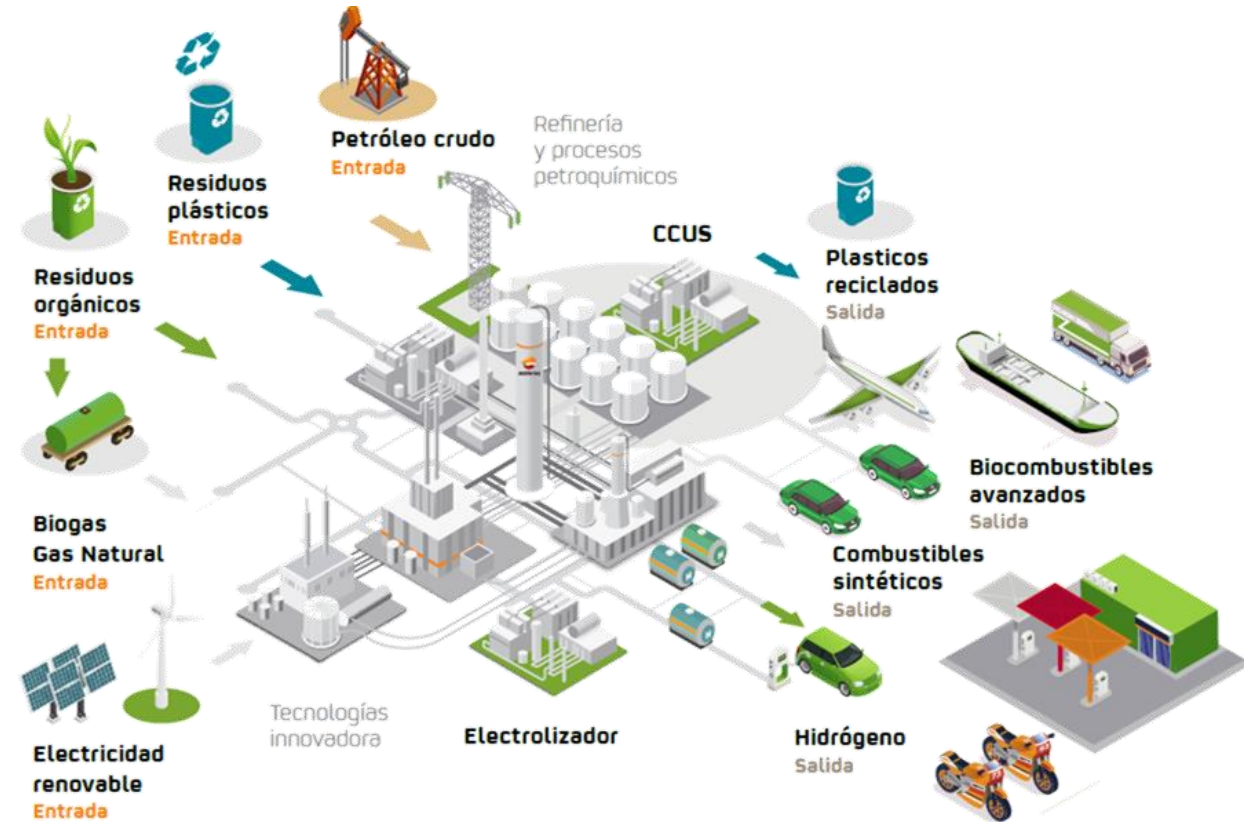 Petróleo crudo
Entrada
Refinería
y procesos
petroquímicos
Residuos
plásticos
Entrada
CCUS
Residuos
orgánicos
Entrada
Plasticos
reciclados
Salida
Biogas
Gas Natural
Entrada
Biocombustibles
avanzados
Salida
Combustibles
sintéticos
Salida
Tecnologías
innovadora
Electrolizador
Hidrógeno
Salida
Electricidad
renovable
Entrada